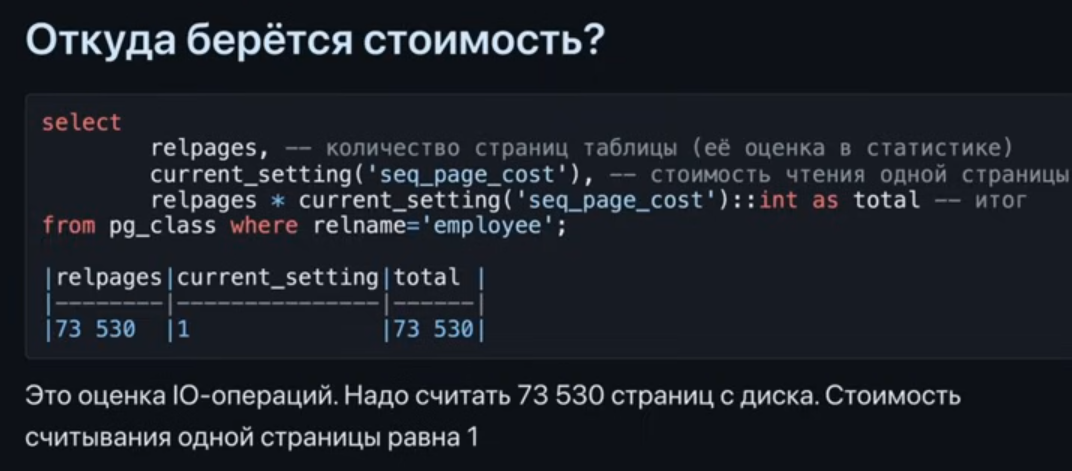 Откуда берётся стоимость?
select
relpages, -- количество страниц таблицы (её оценка в статистике)
current_setting('seq_page_cost'), -- стоимость чтения одной страницы
relpages * current_setting('seq_page_cost')::int as total -- итог
from pg_class where relname='employee';
|relpages|current_setting|total |
|--------|---------------|------|
|73 530 |1 |73 530|
Это оценка IO-операций. Надо считать 73 530 страниц с диска. Стоимость
считывания одной страницы равна 1